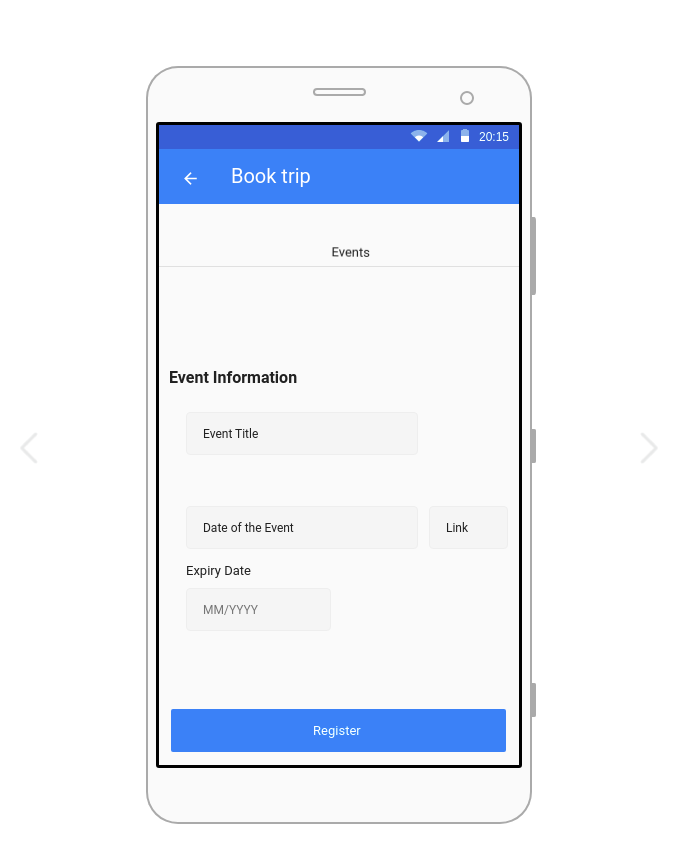 20:15
Book trip
Events
Event Information
Event Title
Date of the Event Link
Expiry Date
MM/YYYY
Register